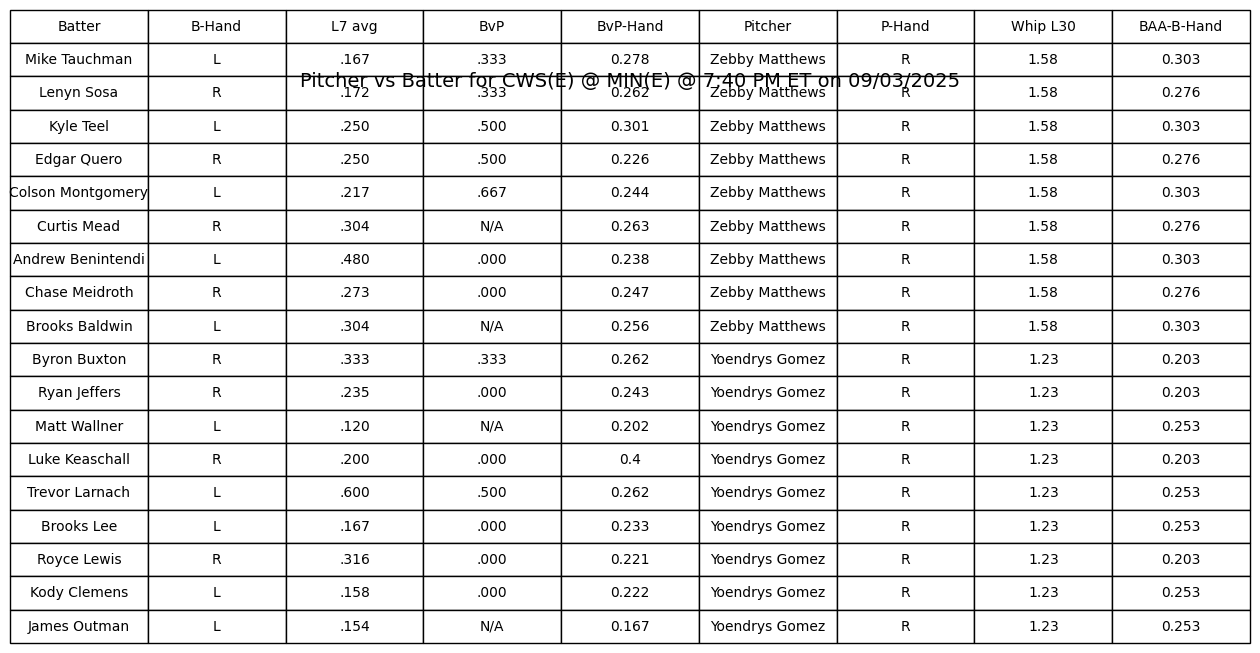 Batter B-Hand L7 avg BvP BvP-Hand Pitcher P-Hand Whip L30 BAA-B-Hand
Mike Tauchman L .167 .333 0.278 Zebby Matthews R 1.58 0.303
Pitcher vs Batter for CWS(E) @ MIN(E) @ 7:40 PM ET on 09/03/2025
Lenyn Sosa R .172 .333 0.262 Zebby Matthews R 1.58 0.276
Kyle Teel L .250 .500 0.301 Zebby Matthews R 1.58 0.303
Edgar Quero R .250 .500 0.226 Zebby Matthews R 1.58 0.276
Colson Montgomery L .217 .667 0.244 Zebby Matthews R 1.58 0.303
Curtis Mead R .304 N/A 0.263 Zebby Matthews R 1.58 0.276
Andrew Benintendi L .480 .000 0.238 Zebby Matthews R 1.58 0.303
Chase Meidroth R .273 .000 0.247 Zebby Matthews R 1.58 0.276
Brooks Baldwin L .304 N/A 0.256 Zebby Matthews R 1.58 0.303
Byron Buxton R .333 .333 0.262 Yoendrys Gomez R 1.23 0.203
Ryan Jeffers R .235 .000 0.243 Yoendrys Gomez R 1.23 0.203
Matt Wallner L .120 N/A 0.202 Yoendrys Gomez R 1.23 0.253
Luke Keaschall R .200 .000 0.4 Yoendrys Gomez R 1.23 0.203
Trevor Larnach L .600 .500 0.262 Yoendrys Gomez R 1.23 0.253
Brooks Lee L .167 .000 0.233 Yoendrys Gomez R 1.23 0.253
Royce Lewis R .316 .000 0.221 Yoendrys Gomez R 1.23 0.203
Kody Clemens L .158 .000 0.222 Yoendrys Gomez R 1.23 0.253
James Outman L .154 N/A 0.167 Yoendrys Gomez R 1.23 0.253